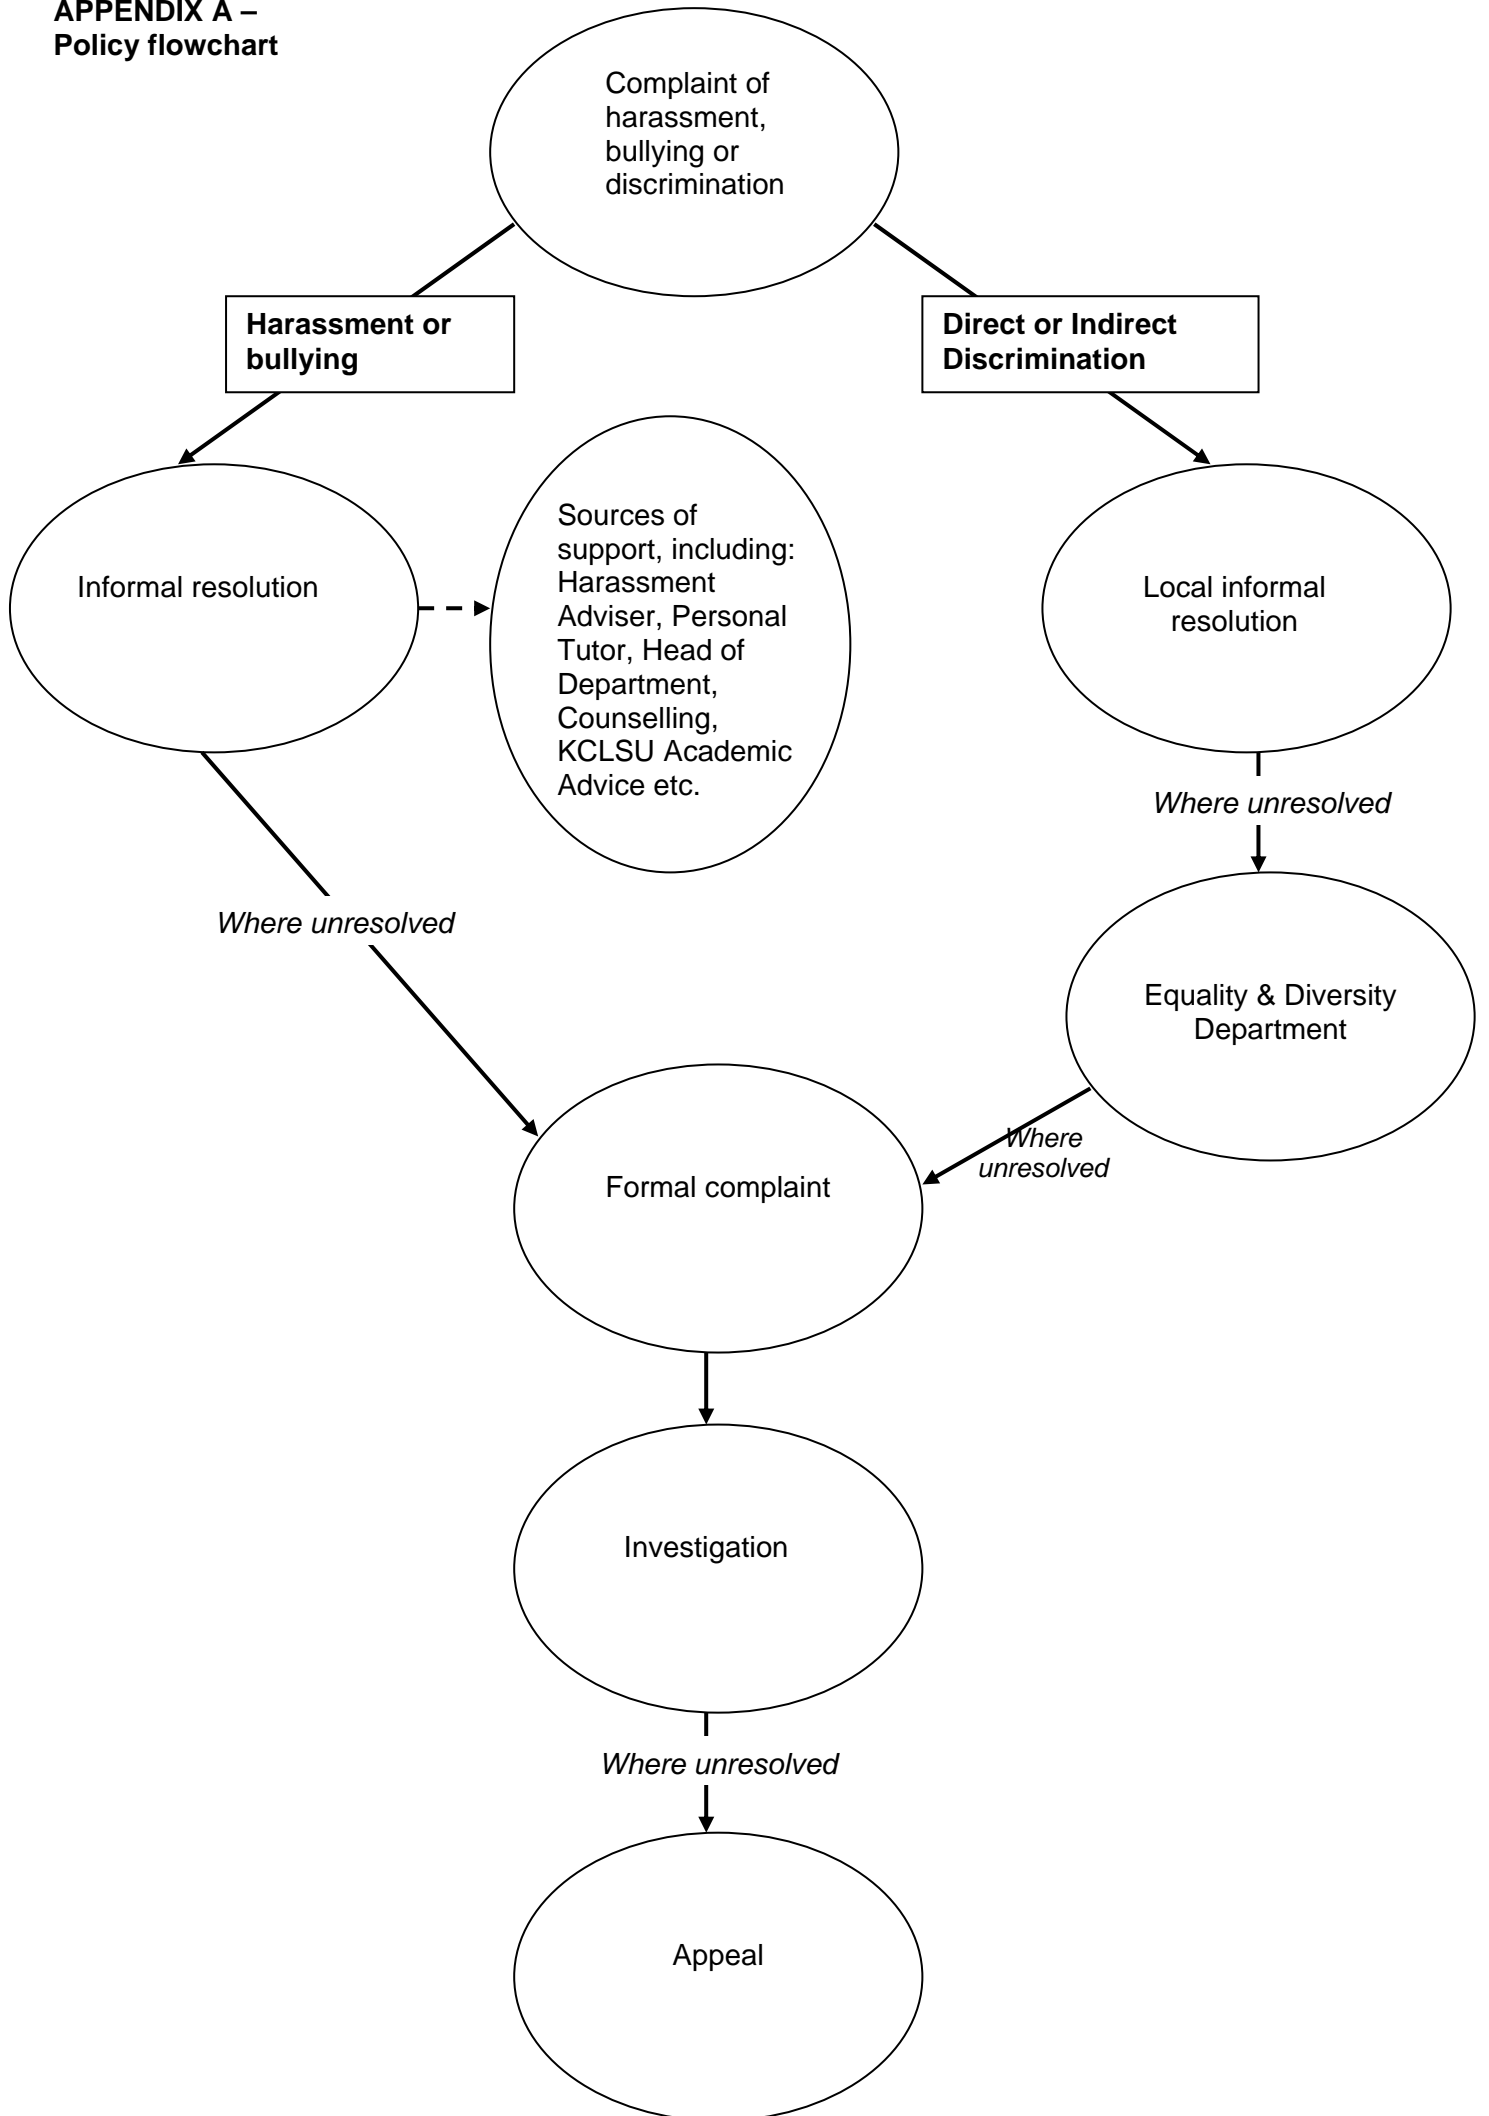 APPENDIX A –
Policy flowchart
Complaint of
harassment,
bullying or
discrimination
Harassment or
bullying
Direct or Indirect
Discrimination
Informal resolution
Sources of
support, including:
Harassment
Adviser, Personal
Tutor, Head of
Department,
Counselling,
KCLSU Academic
Advice etc.
Local informal
resolution
Where unresolved
Where unresolved
Equality & Diversity
Department
Where
unresolved
Formal complaint
Investigation
Where unresolved
Appeal